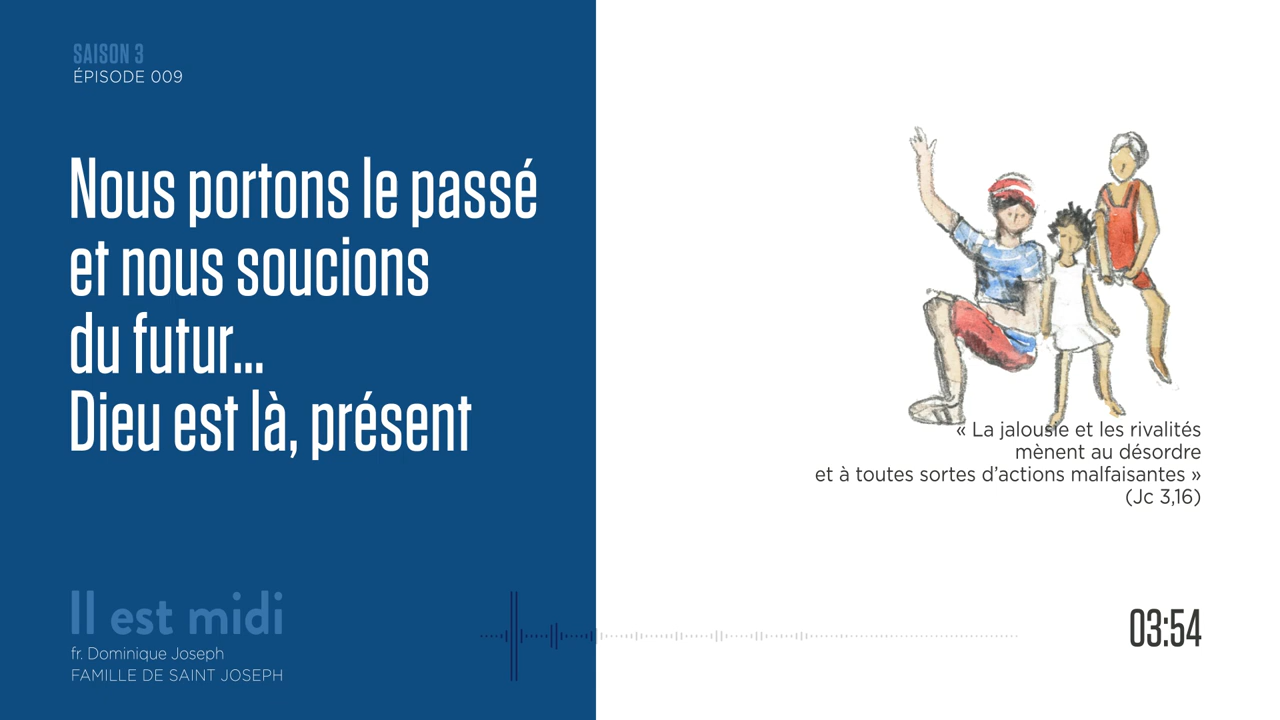 SAISON 3
ÉPISODE 009
Nous portons le passé
et nous soucions
du futur...
Dieu est là, présent
« La jalousie et les rivalités
mènent au désordre
et à toutes sortes d’actions malfaisantes »
(Jc 3,16)
Il est midi
fr. Dominique Joseph
FAMILLE DE SAINT JOSEPH
03:54